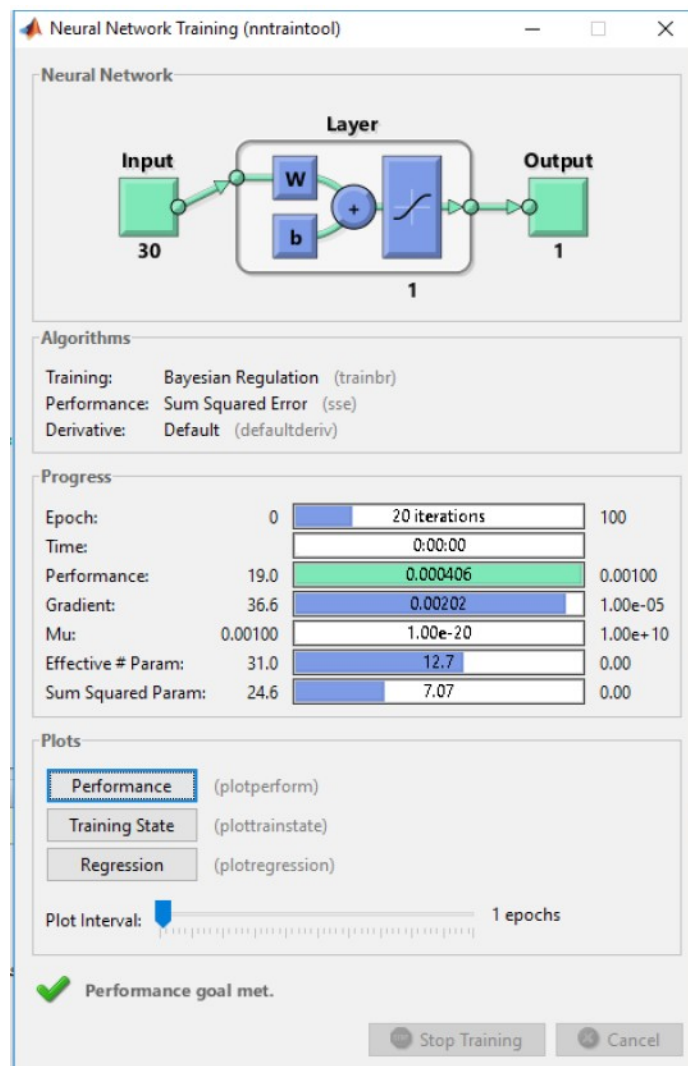 Neural Network Training (nntraintool)
Neural Network
Layer
Input
Output
W
+
b
30
1
1
Algorithms
Training: Bayesian Regulation (trainbr)
Performance: Sum Squared Error (sse)
Derivative: Default (defaultderiv)
Progress
Epoch: 0 20 iterations 100
Time: 0:00:00
Performance: 19.0 0.000406 0.00100
Gradient: 36.6 0.00202 1.00e-05
Mu: 0.00100 1.00e-20 1.00e+10
Effective # Param: 31.0 12.7 0.00
Sum Squared Param: 24.6 7.07 0.00
Plots
Performance (plotperform)
Training State (plottrainstate)
Regression (plotregression)
Plot Interval: 1 epochs
Performance goal met.
Stop Training Cancel